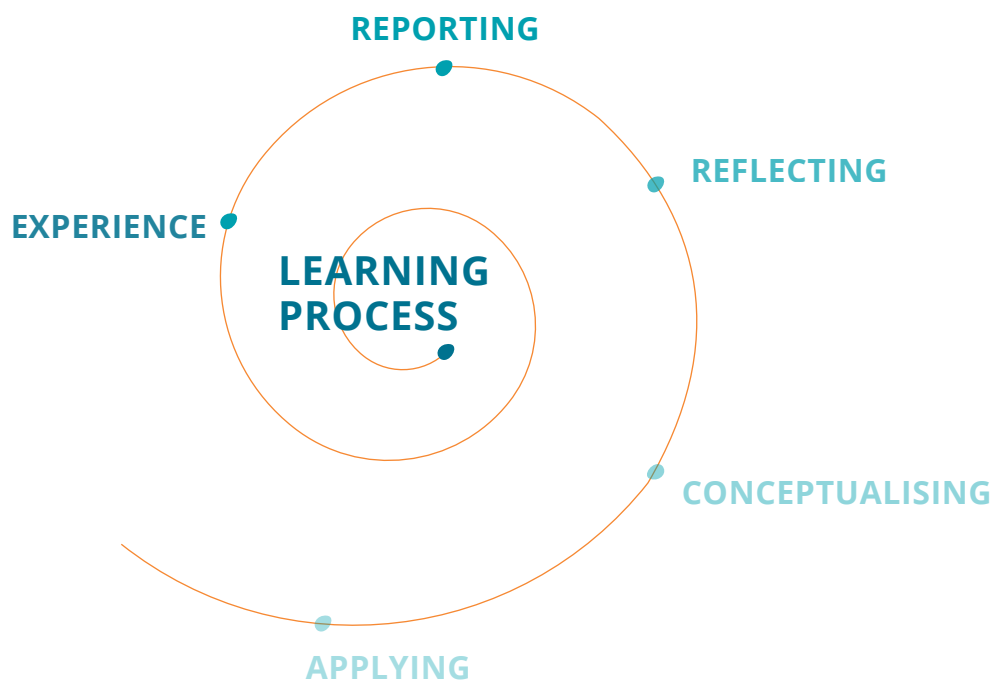 REPORTING
REFLECTING
EXPERIENCE
LEARNING
PROCESS
CONCEPTUALISING
APPLYING